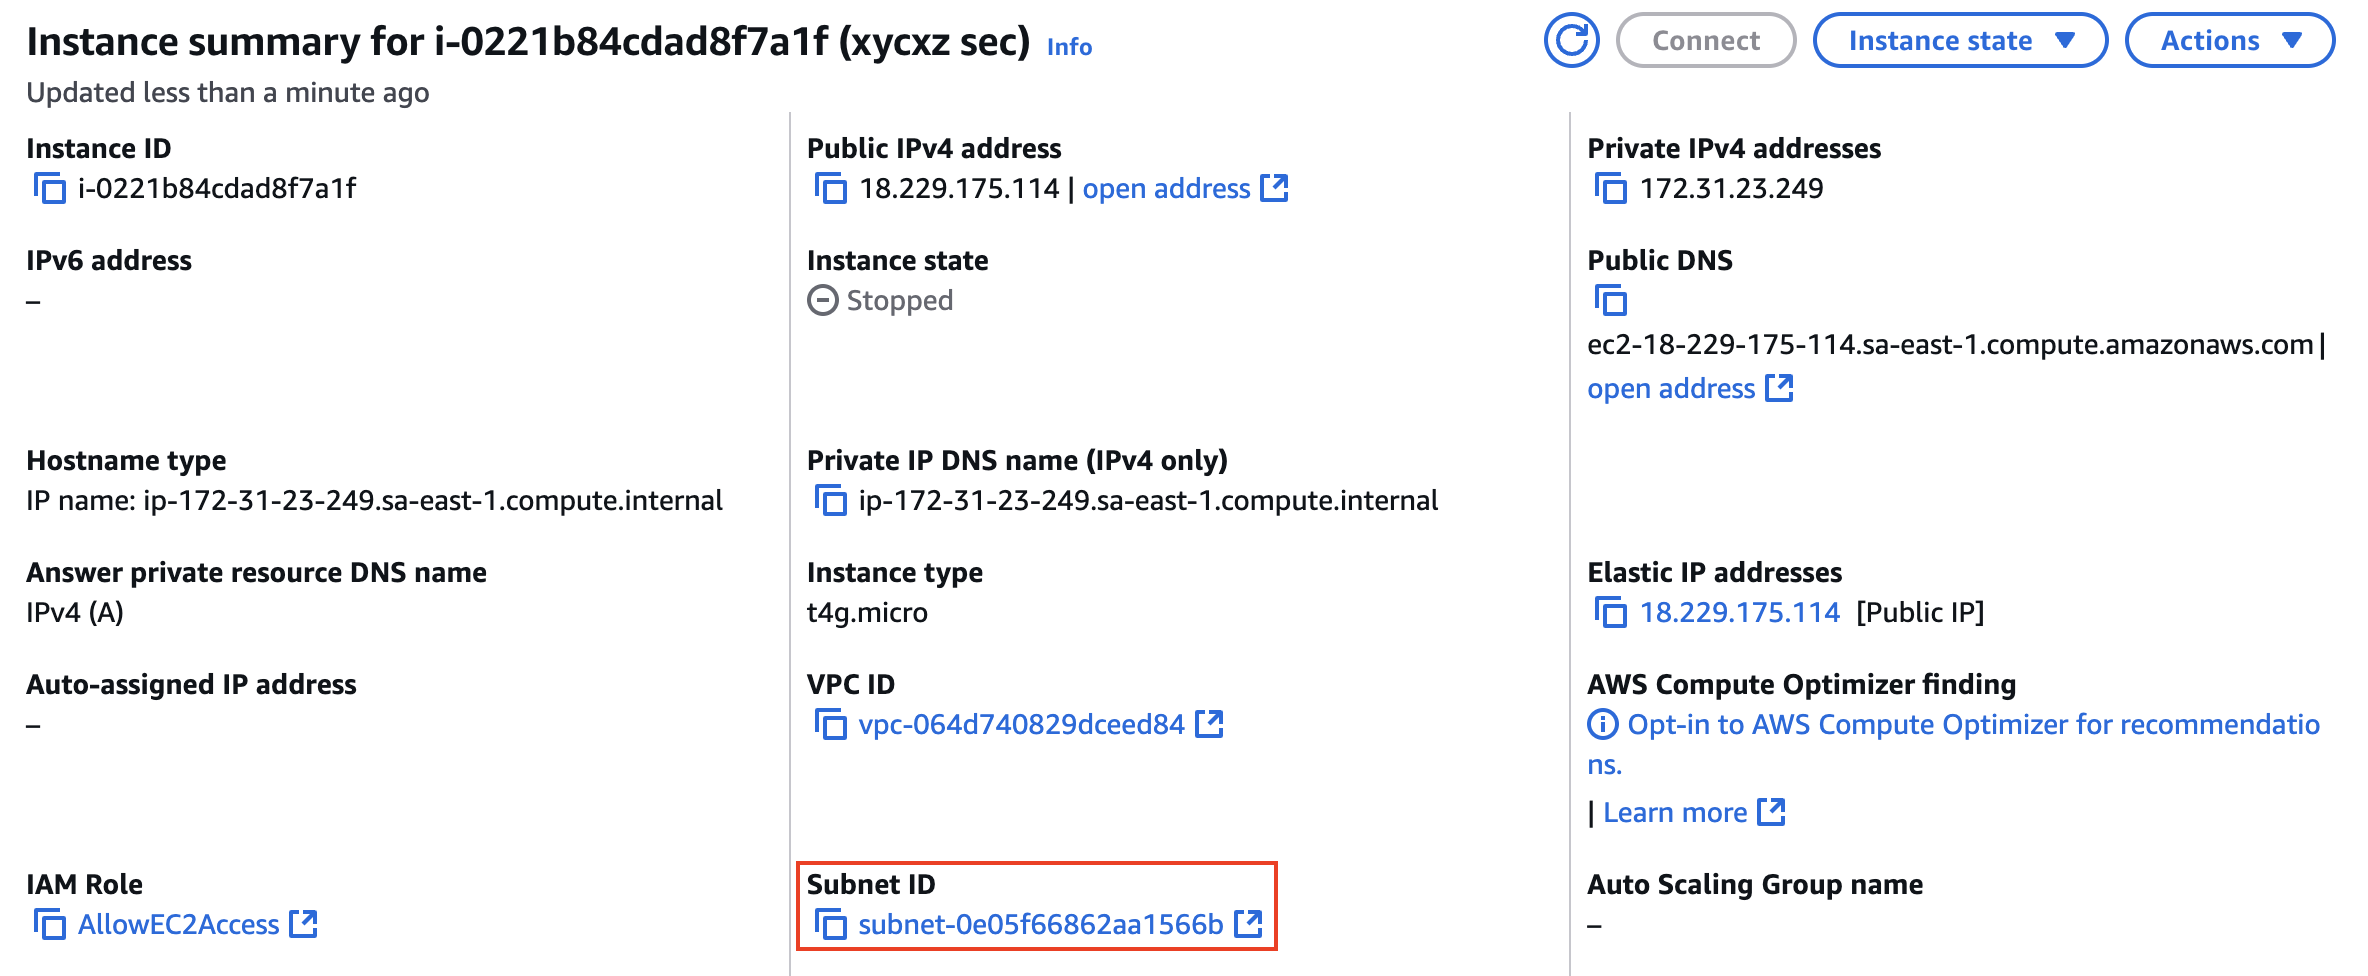 Instance summary for i-0221b84cdad8f7a1f (xycxz sec) Info
Connect
Instance state
Actions
Updated less than a minute ago
Instance ID
i-0221b84cdad8f7a1f
Public IPv4 address
18.229.175.114 | open address
Private IPv4 addresses
172.31.23.249
IPv6 address
–
Instance state
Stopped
Public DNS
ec2-18-229-175-114.sa-east-1.compute.amazonaws.com |
open address
Hostname type
IP name: ip-172-31-23-249.sa-east-1.compute.internal
Private IP DNS name (IPv4 only)
ip-172-31-23-249.sa-east-1.compute.internal
Answer private resource DNS name
IPv4 (A)
Instance type
t4g.micro
Elastic IP addresses
18.229.175.114 [Public IP]
Auto-assigned IP address
–
VPC ID
vpc-064d740829dceed84
AWS Compute Optimizer finding
Opt-in to AWS Compute Optimizer for recommendatio
ns.
| Learn more
IAM Role
AllowEC2Access
Subnet ID
subnet-0e05f66862aa1566b
Auto Scaling Group name
–